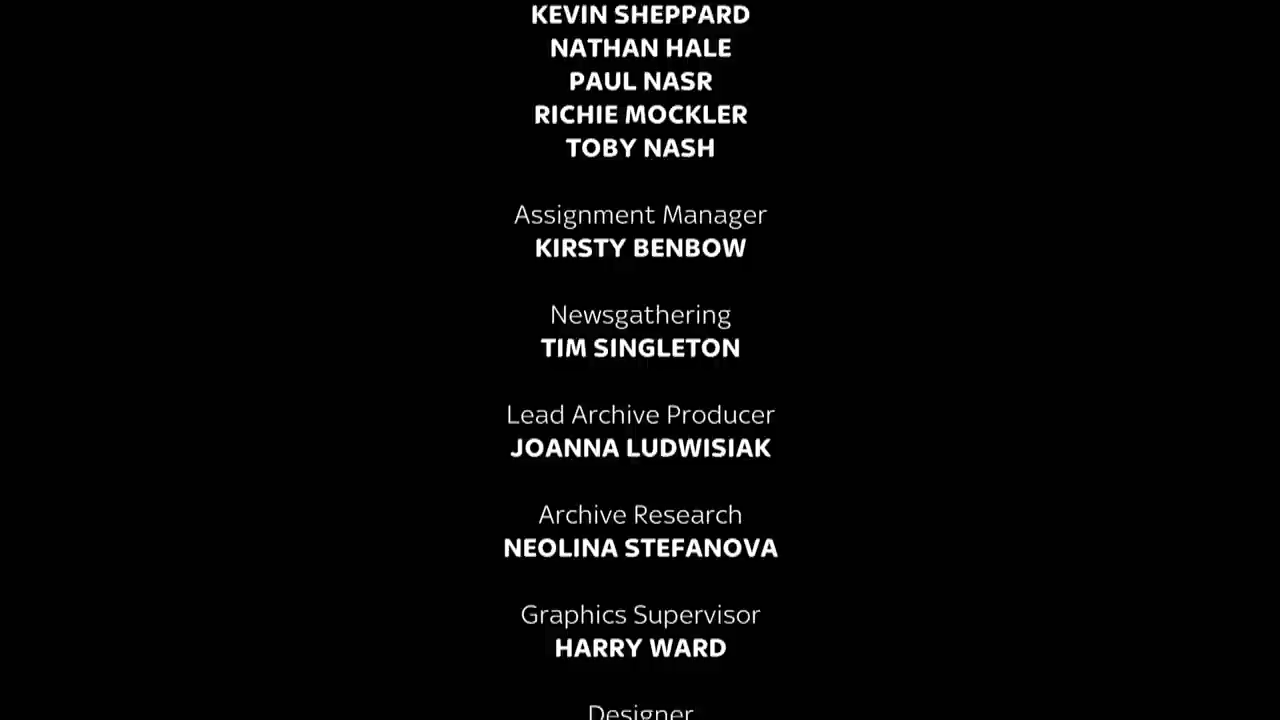 KEVIN SHEPPARD
NATHAN HALE
PAUL NASR
RICHIE MOCKLER
TOBY NASH
Assignment Manager
KIRSTY BENBOW
Newsgathering
TIM SINGLETON
Lead Archive Producer
JOANNA LUDWISIAK
Archive Research
NEOLINA STEFANOVA
Graphics Supervisor
HARRY WARD
Designer